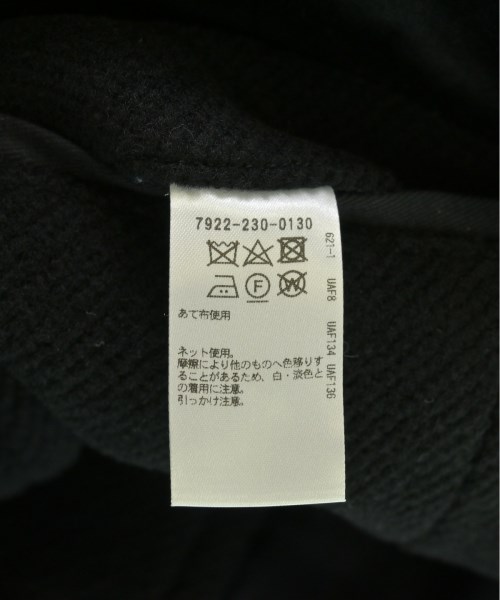 7922-230-0130
W
F
あて布使用
ネット使用。
摩擦により他のものへ色移りす
ることがあるため、白・淡色と
の着用に注意。
引っかけ注意。
621-1 UAF8 UAF134 UAF136